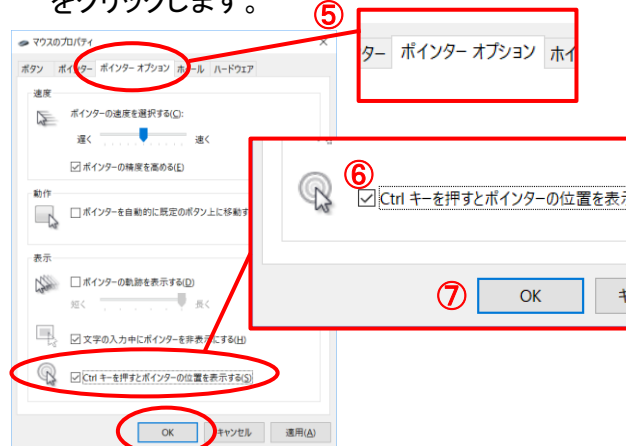 をクリックします。
⑤
マウスのプロパティ
ボタン ポインター ポインター オプション ホイール ハードウェア
速度
ポインターの速度を選択する(C):
遅く 速く
ポインターの精度を高める(E)
動作
ポインターを自動的に既定のボタン上に移動す
表示
ポインターの軌跡を表示する(D)
短く 長く
文字の入力中にポインターを非表示にする(H)
Ctrl キーを押すとポインターの位置を表示する(S)
OK キャンセル 適用(A)
ター ポインター オプション ホイ
⑥
Ctrl キーを押すとポインターの位置を表示
⑦
OK キ